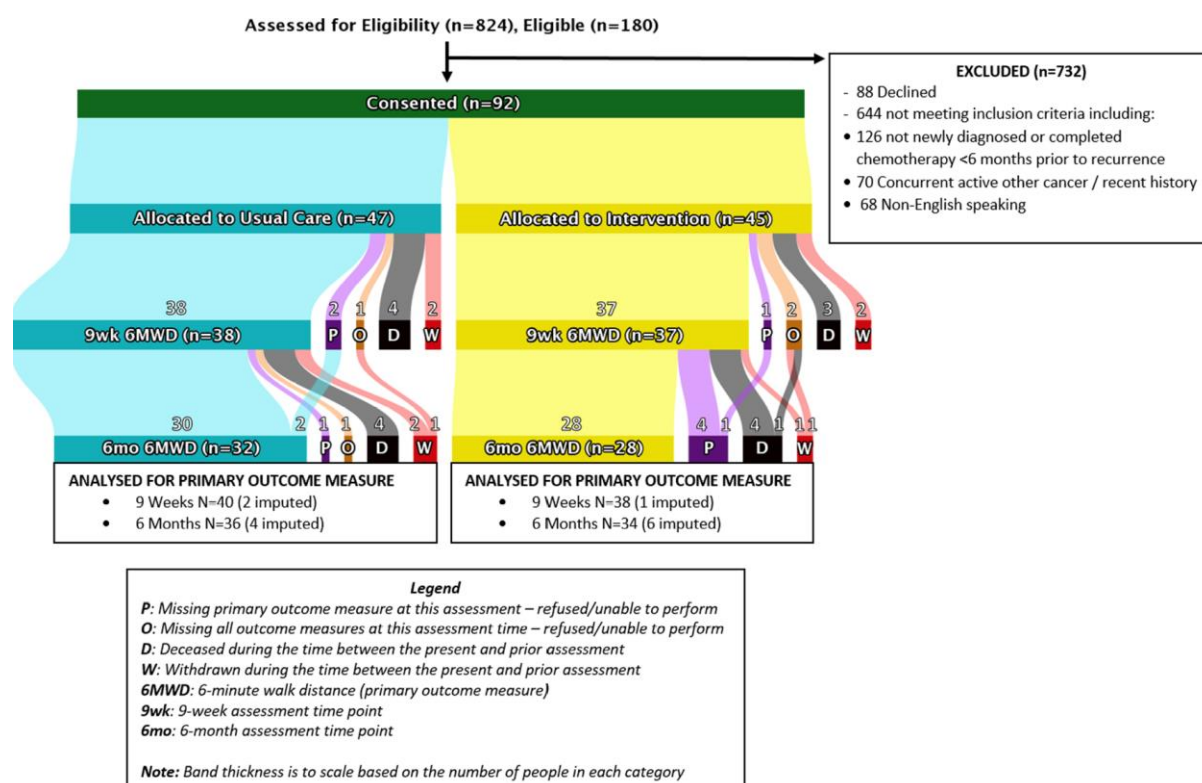 Assessed for Eligibility (n=824), Eligible (n=180)
EXCLUDED (n=732)
- 88 Declined
- 644 not meeting inclusion criteria including:
• 126 not newly diagnosed or completed
chemotherapy <6 months prior to recurrence
• 70 Concurrent active other cancer / recent history
• 68 Non-English speaking
Consented (n=92)
Allocated to Usual Care (n=47)
Allocated to Intervention (n=45)
38 2 1 4 2 37 1 2 3 2
9wk 6MWD (n=38) P O D W 9wk 6MWD (n=37) P O D W
30 2 1 1 4 2 1 28 4 1 4 1 1 1
6mo 6MWD (n=32) P O D W 6mo 6MWD (n=28) P D W
ANALYSED FOR PRIMARY OUTCOME MEASURE
• 9 Weeks N=40 (2 imputed)
• 6 Months N=36 (4 imputed)
ANALYSED FOR PRIMARY OUTCOME MEASURE
• 9 Weeks N=38 (1 imputed)
• 6 Months N=34 (6 imputed)
Legend
P: Missing primary outcome measure at this assessment – refused/unable to perform
O: Missing all outcome measures at this assessment time – refused/unable to perform
D: Deceased during the time between the present and prior assessment
W: Withdrawn during the time between the present and prior assessment
6MWD: 6-minute walk distance (primary outcome measure)
9wk: 9-week assessment time point
6mo: 6-month assessment time point
Note: Band thickness is to scale based on the number of people in each category